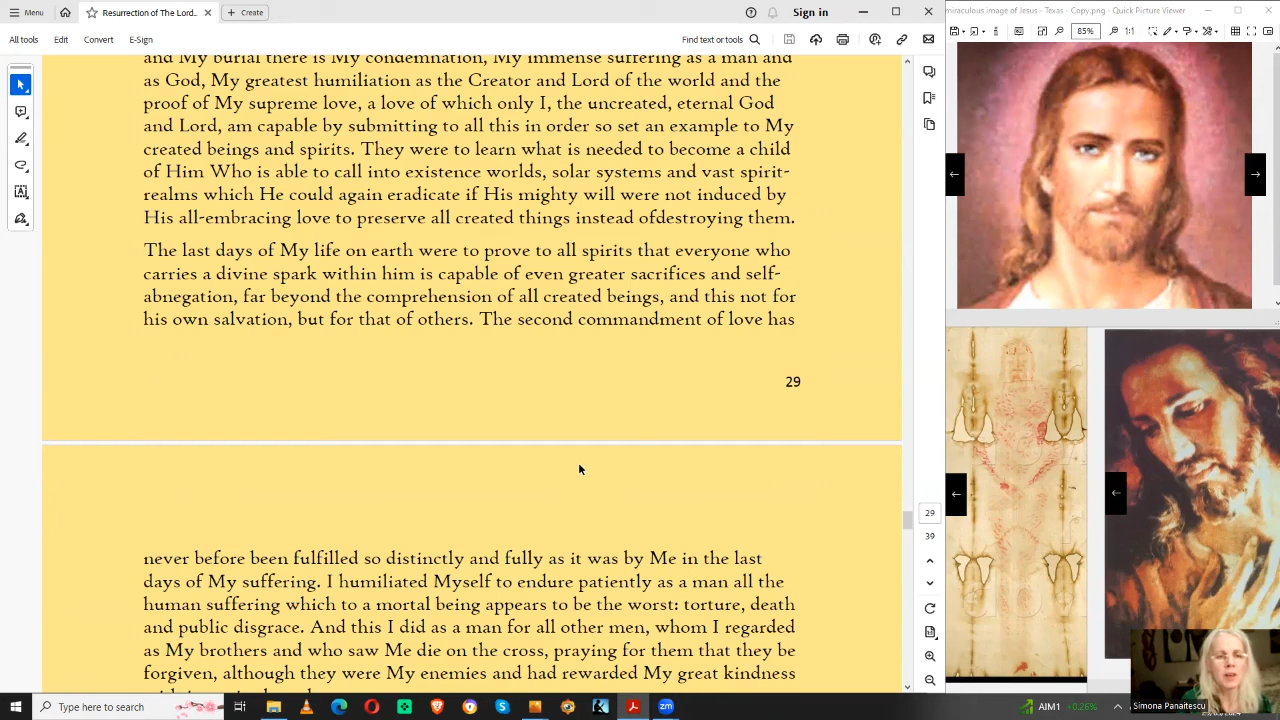 Menu
Resurrection of The Lord...
Create
Sign in
All tools
Edit
Convert
E-Sign
Find text or tools
and My burial there is My condemnation, My immense suffering as a man and
as God, My greatest humiliation as the Creator and Lord of the world and the
proof of My supreme love, a love of which only I, the uncreated, eternal God
and Lord, am capable by submitting to all this in order so set an example to My
created beings and spirits. They were to learn what is needed to become a child
of Him Who is able to call into existence worlds, solar systems and vast spirit-
realms which He could again eradicate if His mighty will were not induced by
His all-embracing love to preserve all created things instead ofdestroying them.
The last days of My life on earth were to prove to all spirits that everyone who
carries a divine spark within him is capable of even greater sacrifices and self-
abnegation, far beyond the comprehension of all created beings, and this not for
his own salvation, but for that of others. The second commandment of love has
29
never before been fulfilled so distinctly and fully as it was by Me in the last
days of My suffering. I humiliated Myself to endure patiently as a man all the
human suffering which to a mortal being appears to be the worst: torture, death
and public disgrace. And this I did as a man for all other men, whom I regarded
as My brothers and who saw Me die on the cross, praying for them that they be
forgiven, although they were My enemies and had rewarded My great kindness
29
39
miraculous image of Jesus - Texas - Copy.png - Quick Picture Viewer
85%
1:1
Simona Panaitescu
Type here to search
AIM1 +0.26%